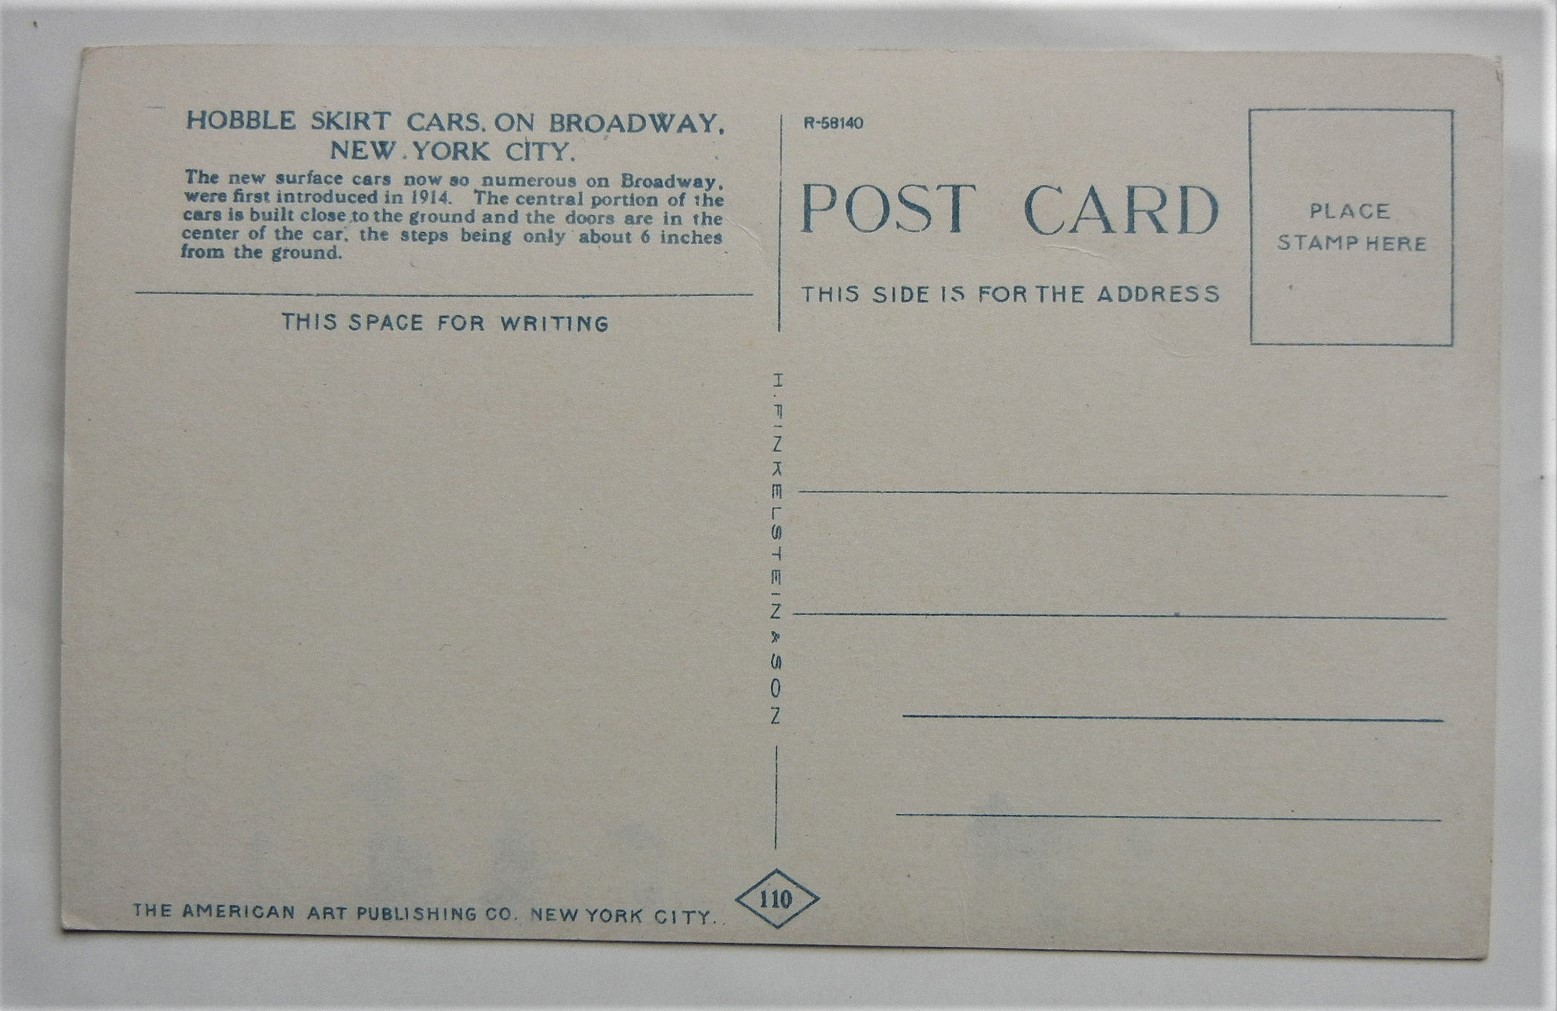 HOBBLE SKIRT CARS. ON BROADWAY,
NEW YORK CITY.
The new surface cars now so numerous on Broadway,
were first introduced in 1914. The central portion of the
cars is built close to the ground and the doors are in the
center of the car, the steps being only about 6 inches
from the ground.
THIS SPACE FOR WRITING
THE AMERICAN ART PUBLISHING CO. NEW YORK CITY.
H. FINKELSTEIN & SON
110
R-58140
POST CARD
THIS SIDE IS FOR THE ADDRESS
PLACE
STAMP HERE